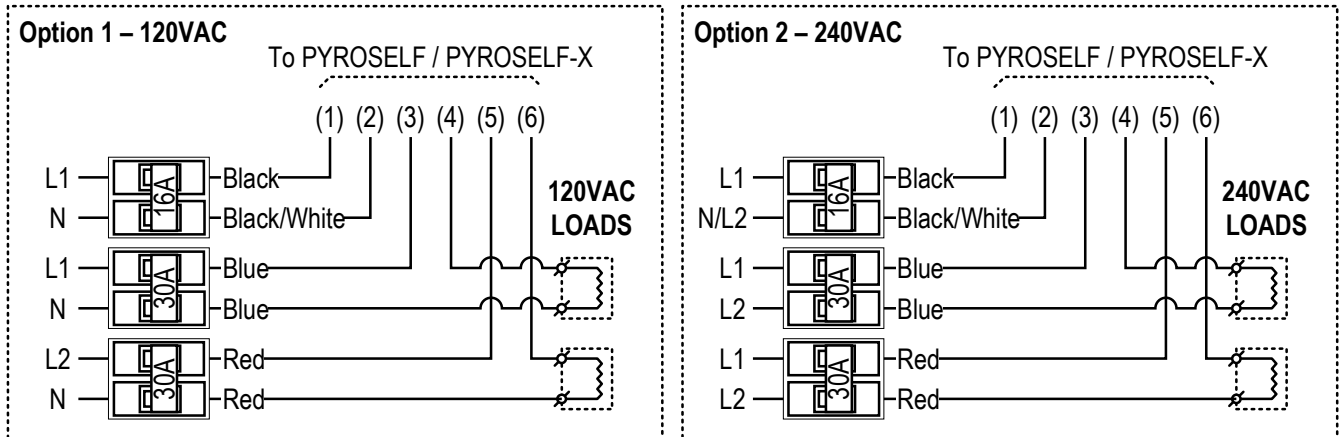 Option 1 – 120VAC
To PYROSELF / PYROSELF-X
(1) (2) (3) (4) (5) (6)
L1 16A Black
N Black/White
120VAC
LOADS
L1 30A Blue
N Blue
L2 30A Red
N Red
Option 2 – 240VAC
To PYROSELF / PYROSELF-X
(1) (2) (3) (4) (5) (6)
L1 16A Black
N/L2 Black/White
240VAC
LOADS
L1 30A Blue
L2 Blue
L1 30A Red
L2 Red